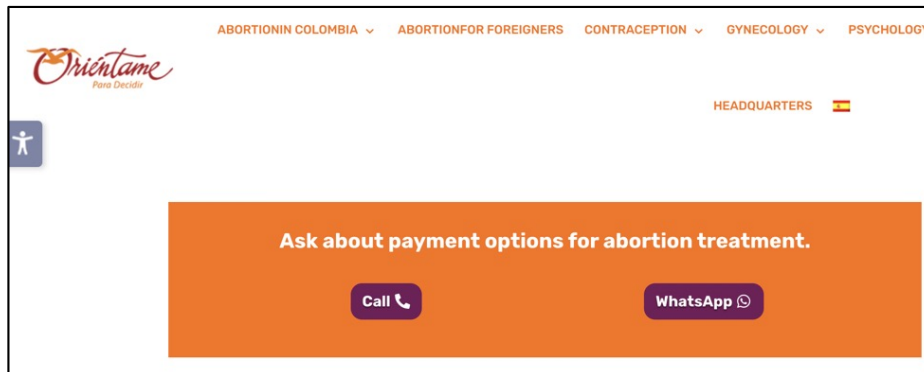 ABORTIONIN COLOMBIA ABORTIONFOR FOREIGNERS CONTRACEPTION GYNECOLOGY PSYCHOLOGY
Oriéntame
Para Decidir
HEADQUARTERS
Ask about payment options for abortion treatment.
Call WhatsApp